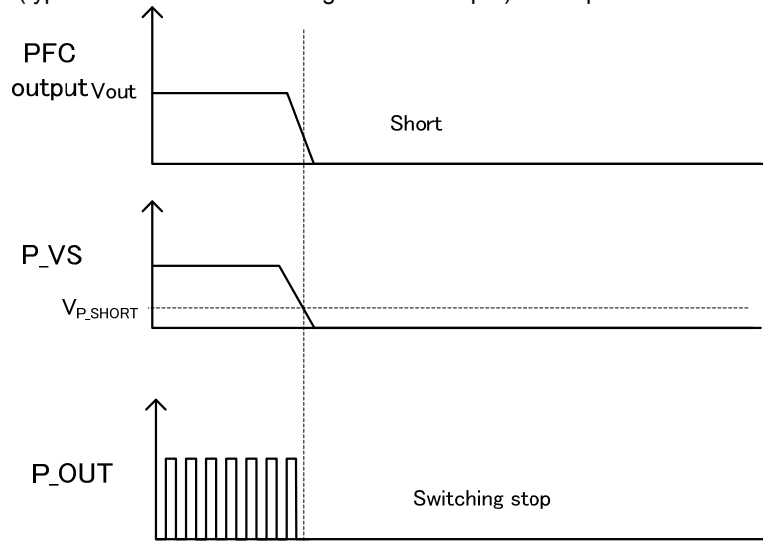 PFC
output Vout
Short
P_VS
VP_SHORT
P_OUT
Switching stop